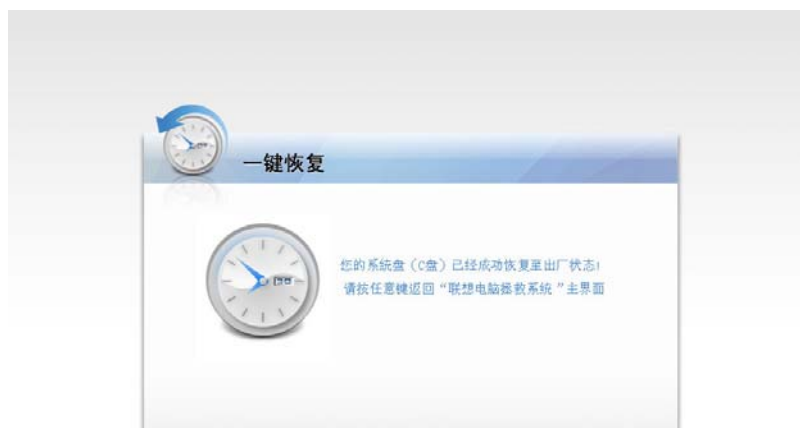 一键恢复
您的系统盘（C盘）已经成功恢复至出厂状态！
请按任意键返回“联想电脑拯救系统”主界面